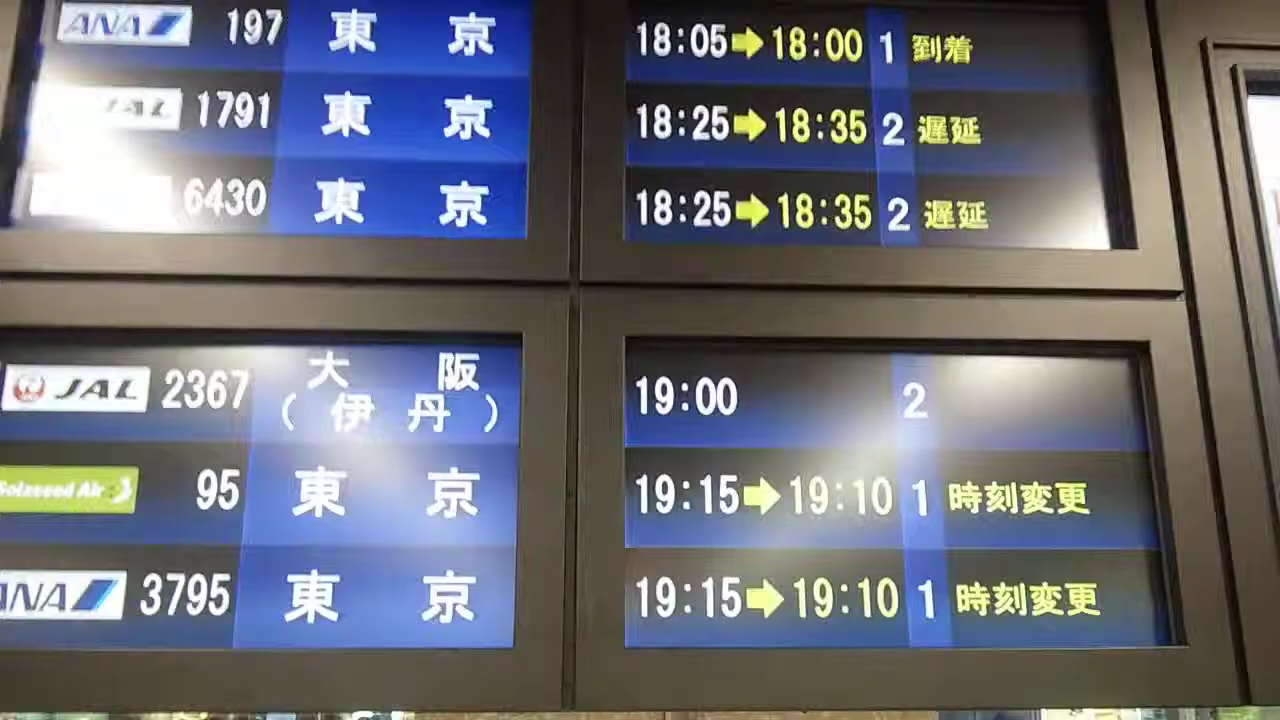 ANA 197 東京 18:05➡18:00 1 到着
JAL 1791 東京 18:25➡18:35 2 遅延
6430 東京 18:25➡18:35 2 遅延
JAL 2367 大阪(伊丹) 19:00 2
Solaseed Air 95 東京 19:15➡19:10 1 時刻変更
ANA 3795 東京 19:15➡19:10 1 時刻変更